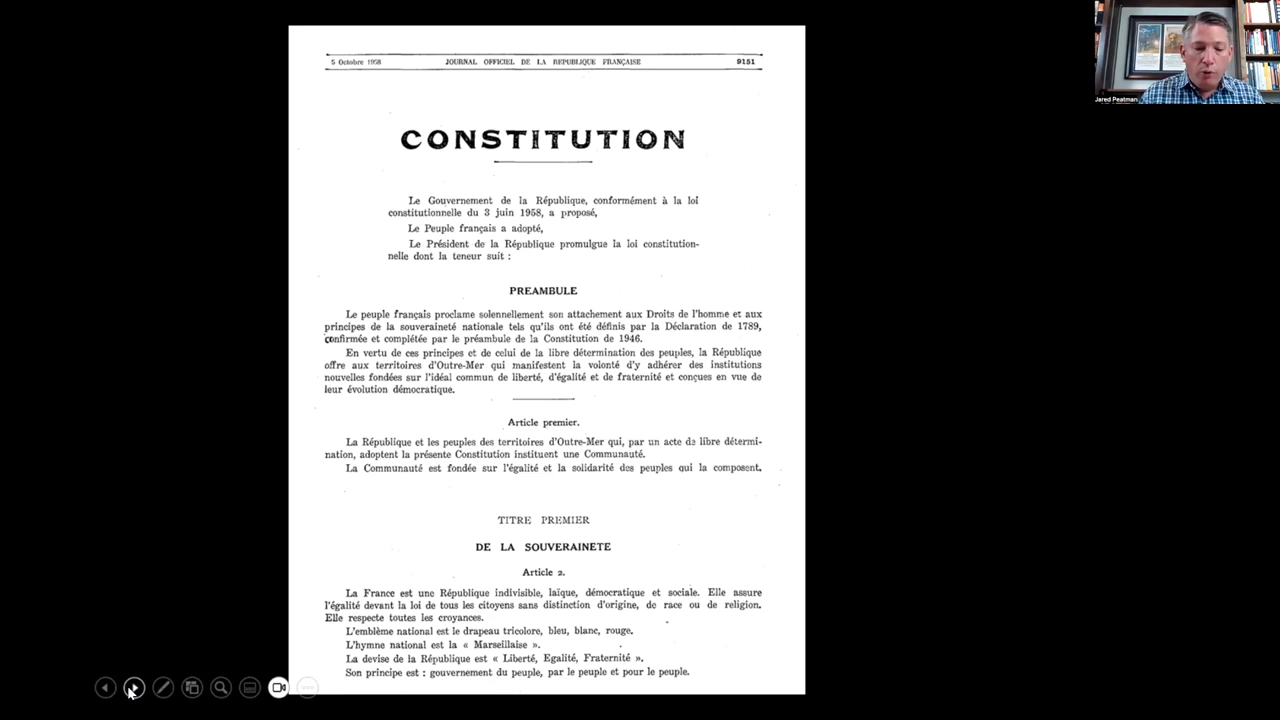 5 Octobre 1958 JOURNAL OFFICIEL DE LA REPUBLIQUE FRANÇAISE 9151
CONSTITUTION
Le Gouvernement de la République, conformément à la loi
constitutionnelle du 3 juin 1958, a proposé,
Le Peuple français a adopté,
Le Président de la République promulgue la loi constitution-
nelle dont la teneur suit :
PREAMBULE
Le peuple français proclame solennellement son attachement aux Droits de l'homme et aux
principes de la souveraineté nationale tels qu'ils ont été définis par la Déclaration de 1789,
confirmée et complétée par le préambule de la Constitution de 1946.
En vertu de ces principes et de celui de la libre détermination des peuples, la République
offre aux territoires d'Outre-Mer qui manifestent la volonté d'y adhérer des institutions
nouvelles fondées sur l'idéal commun de liberté, d'égalité et de fraternité et conçues en vue de
leur évolution démocratique.
Article premier.
La République et les peuples des territoires d'Outre-Mer qui, par un acte de libre détermi-
nation, adoptent la présente Constitution instituent une Communauté.
La Communauté est fondée sur l'égalité et la solidarité des peuples qui la composent.
TITRE PREMIER
DE LA SOUVERAINETE
Article 2.
La France est une République indivisible, laïque, démocratique et sociale. Elle assure
l'égalité devant la loi de tous les citoyens sans distinction d'origine, de race ou de religion.
Elle respecte toutes les croyances.
L'emblème national est le drapeau tricolore, bleu, blanc, rouge.
L'hymne national est la « Marseillaise ».
La devise de la République est « Liberté, Egalité, Fraternité ».
Son principe est : gouvernement du peuple, par le peuple et pour le peuple.
Jared Peatman